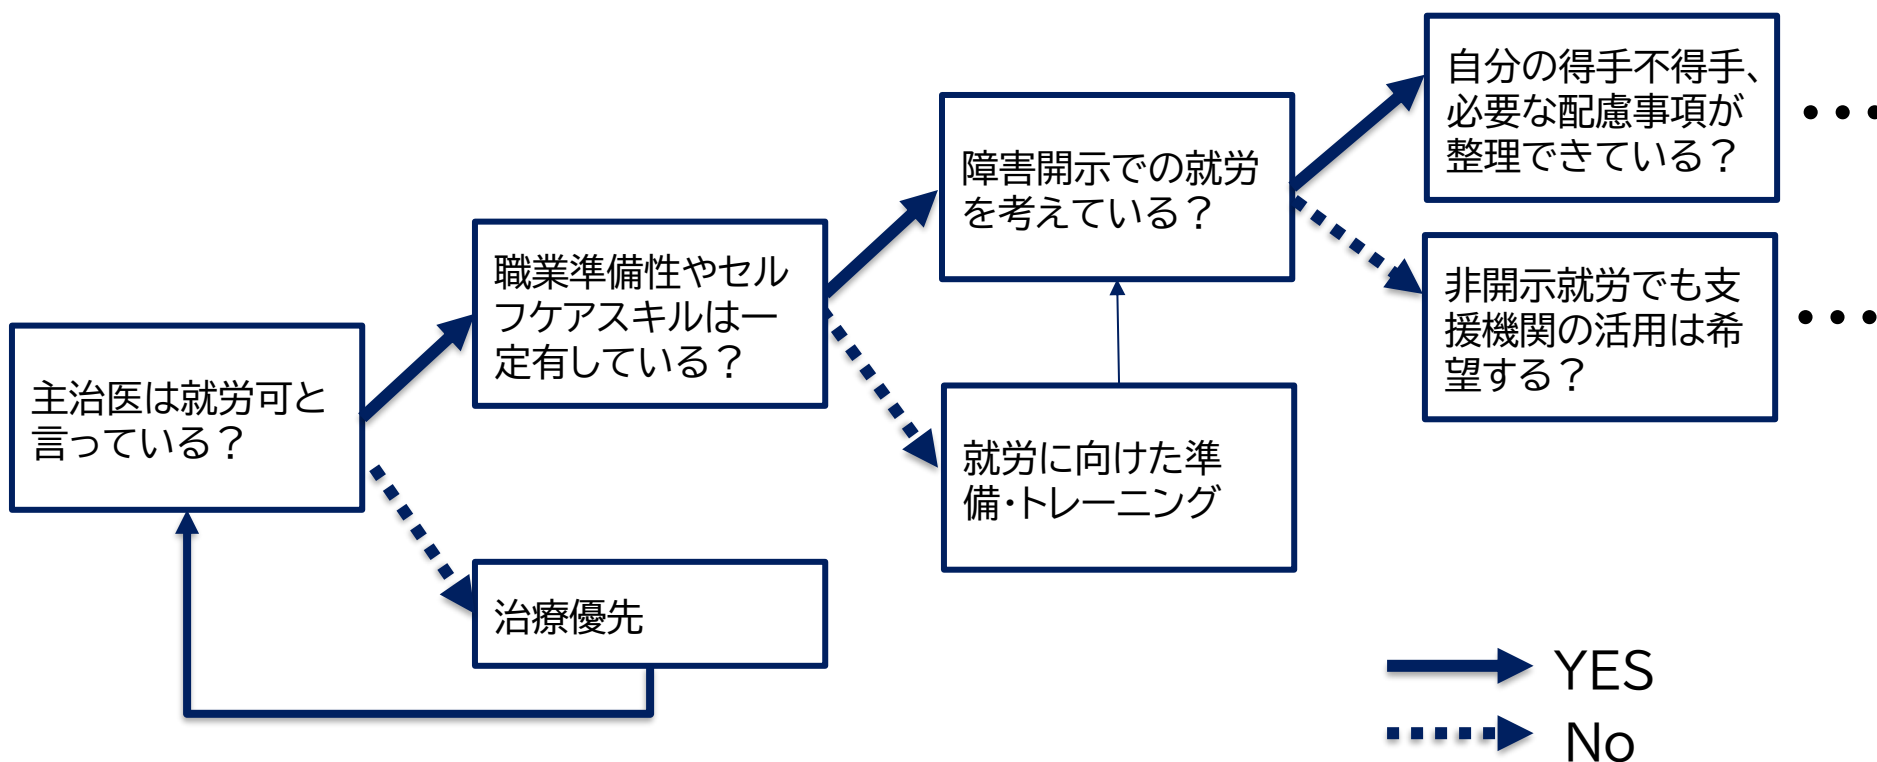 主治医は就労可と
言っている？
職業準備性やセル
フケアスキルは一
定有している？
治療優先
障害開示での就労
を考えている？
就労に向けた準
備・トレーニング
自分の得手不得手、
必要な配慮事項が
整理できている？
・・・
非開示就労でも支
援機関の活用は希
望する？
・・・
YES
No